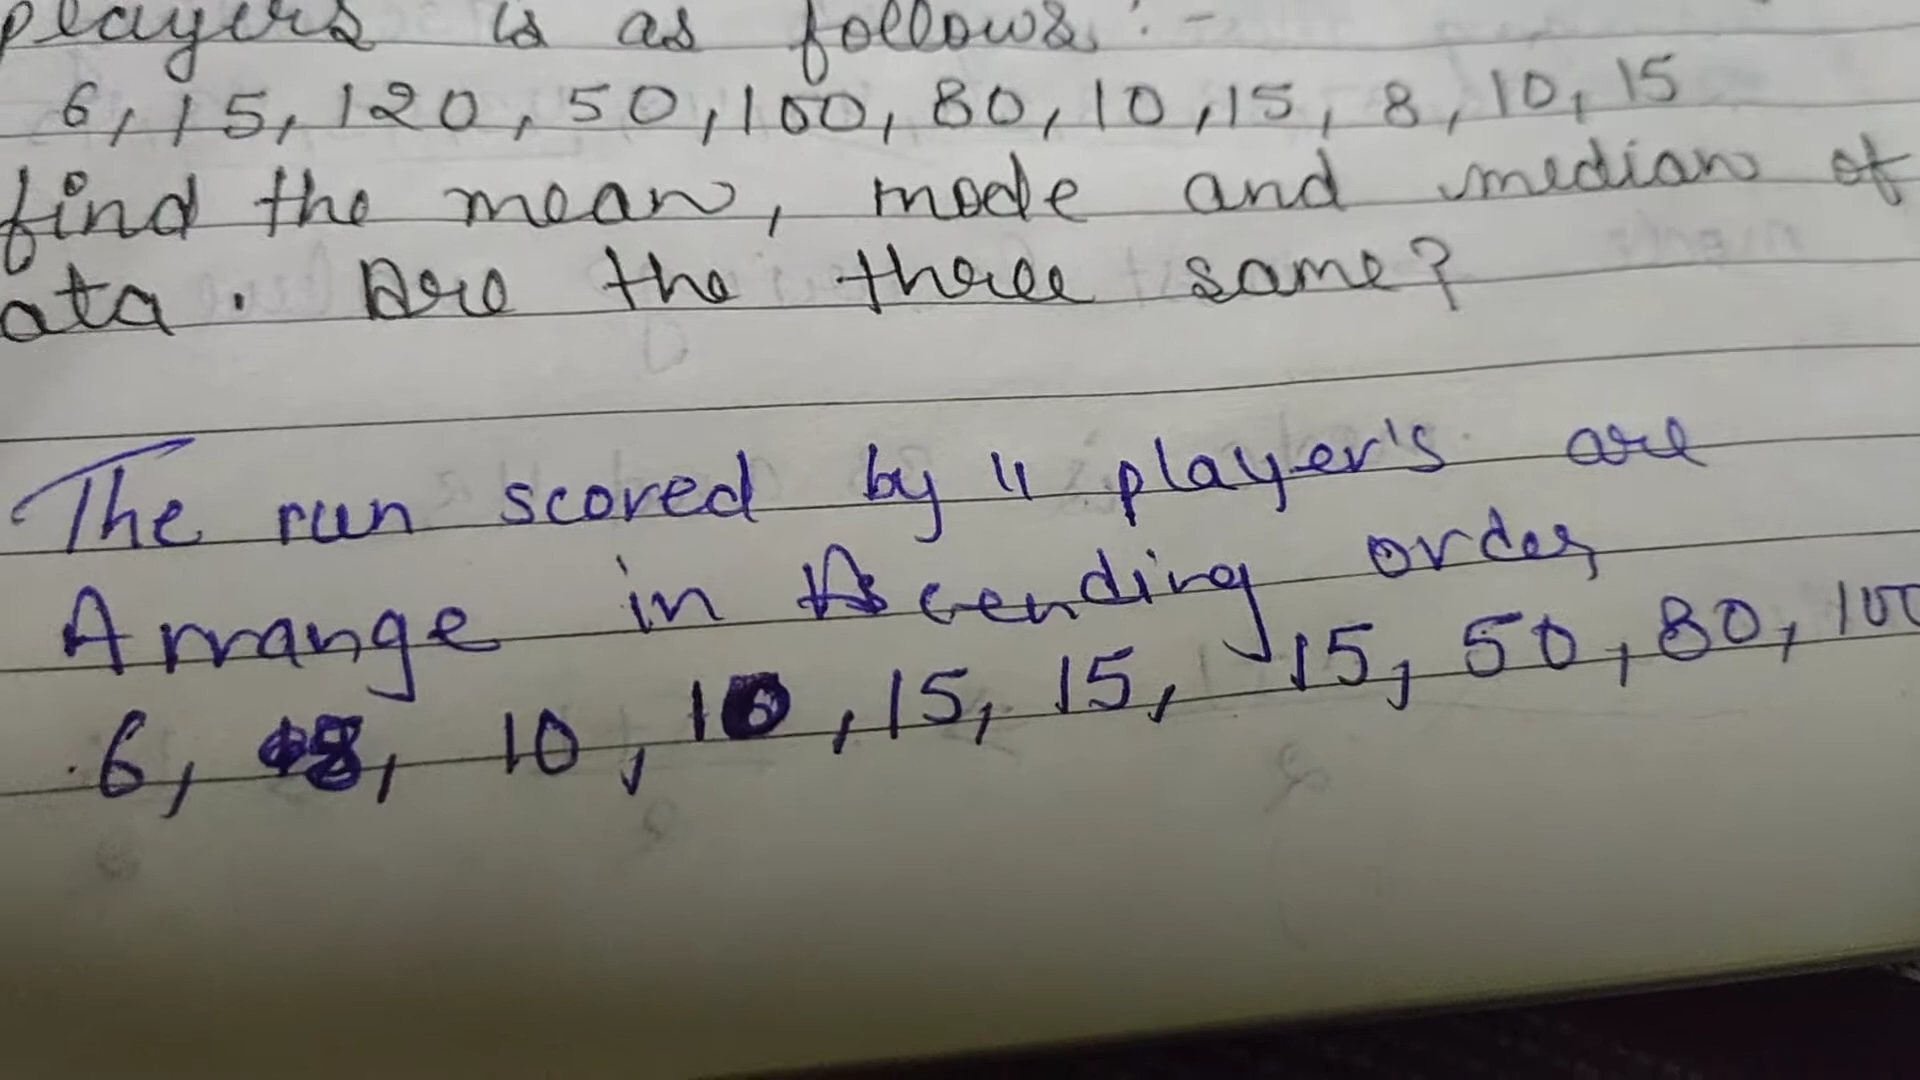 players is as follows :-
6, 15, 120, 50, 100, 80, 10, 15, 8, 10, 15
find the mean, mode and median of
ata. Are the three same?
The run scored by 11 player's are
Arrange in Ascending order
6, 8, 10, 10, 15, 15, 15, 50, 80, 100